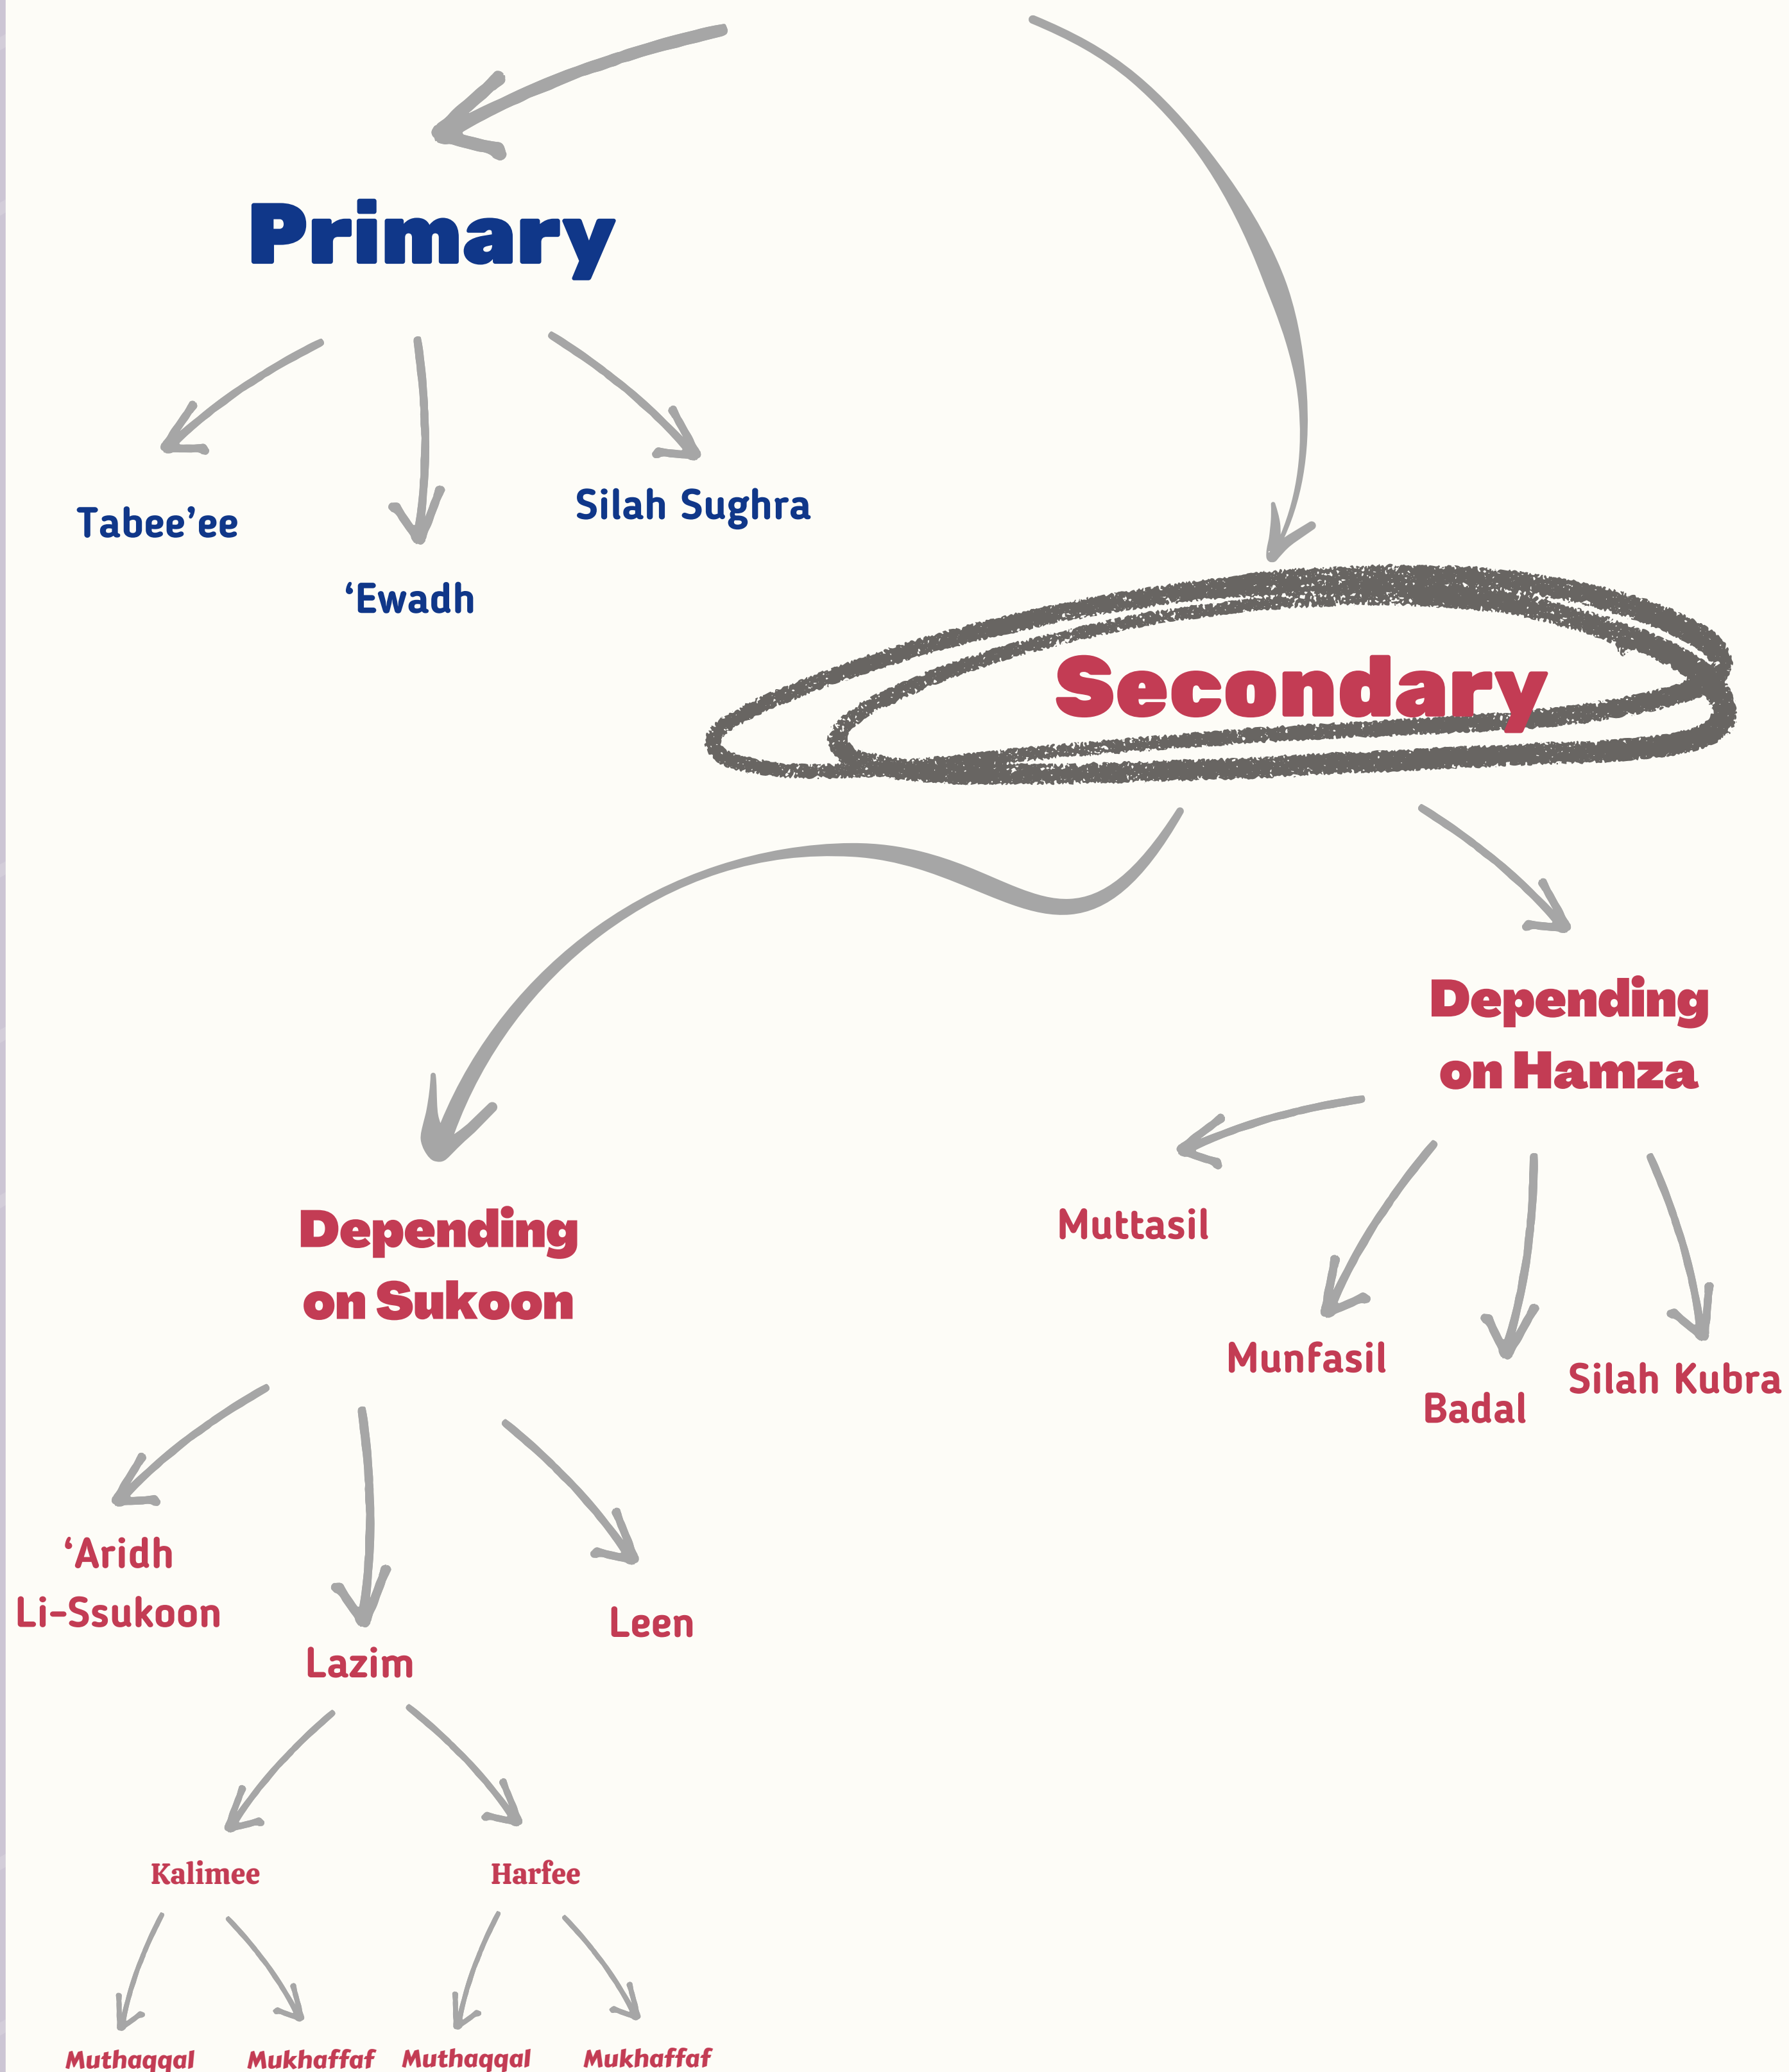 Primary
Tabee’ee
‘Ewadh
Silah Sughra
Secondary
Depending
on Hamza
Muttasil
Munfasil
Badal
Silah Kubra
Depending
on Sukoon
‘Aridh
Li-Ssukoon
Lazim
Leen
Kalimee
Harfee
Muthaqqal
Mukhaffaf
Muthaqqal
Mukhaffaf